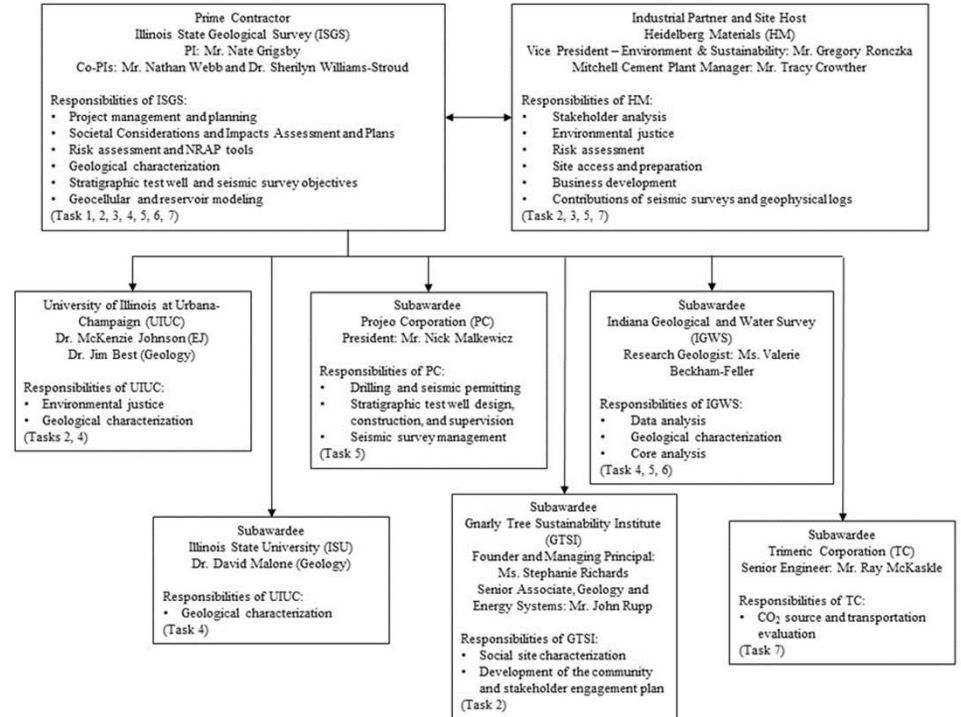 Prime Contractor
Illinois State Geological Survey (ISGS)
PI: Mr. Nate Grigsby
Co-PIs: Mr. Nathan Webb and Dr. Sherilyn Williams-Stroud
Responsibilities of ISGS:
• Project management and planning
• Societal Considerations and Impacts Assessment and Plans
• Risk assessment and NRAP tools
• Geological characterization
• Stratigraphic test well and seismic survey objectives
• Geocellular and reservoir modeling
(Task 1, 2, 3, 4, 5, 6, 7)
Industrial Partner and Site Host
Heidelberg Materials (HM)
Vice President – Environment & Sustainability: Mr. Gregory Ronczka
Mitchell Cement Plant Manager: Mr. Tracy Crowther
Responsibilities of HM:
• Stakeholder analysis
• Environmental justice
• Risk assessment
• Site access and preparation
• Business development
• Contributions of seismic surveys and geophysical logs
(Task 2, 3, 5, 7)
University of Illinois at Urbana-
Champaign (UIUC)
Dr. McKenzie Johnson (EJ)
Dr. Jim Best (Geology)
Responsibilities of UIUC:
• Environmental justice
• Geological characterization
(Tasks 2, 4)
Subawardee
Projeo Corporation (PC)
President: Mr. Nick Malkewicz
Responsibilities of PC:
• Drilling and seismic permitting
• Stratigraphic test well design,
construction, and supervision
• Seismic survey management
(Task 5)
Subawardee
Indiana Geological and Water Survey
(IGWS)
Research Geologist: Ms. Valerie
Beckham-Feller
Responsibilities of IGWS:
• Data analysis
• Geological characterization
• Core analysis
(Task 4, 5, 6)
Subawardee
Illinois State University (ISU)
Dr. David Malone (Geology)
Responsibilities of UIUC:
• Geological characterization
(Task 4)
Subawardee
Gnarly Tree Sustainability Institute
(GTSI)
Founder and Managing Principal:
Ms. Stephanie Richards
Senior Associate, Geology and
Energy Systems: Mr. John Rupp
Responsibilities of GTSI:
• Social site characterization
• Development of the community
and stakeholder engagement plan
(Task 2)
Subawardee
Trimeric Corporation (TC)
Senior Engineer: Mr. Ray McKaskle
Responsibilities of TC:
• CO₂ source and transportation
evaluation
(Task 7)